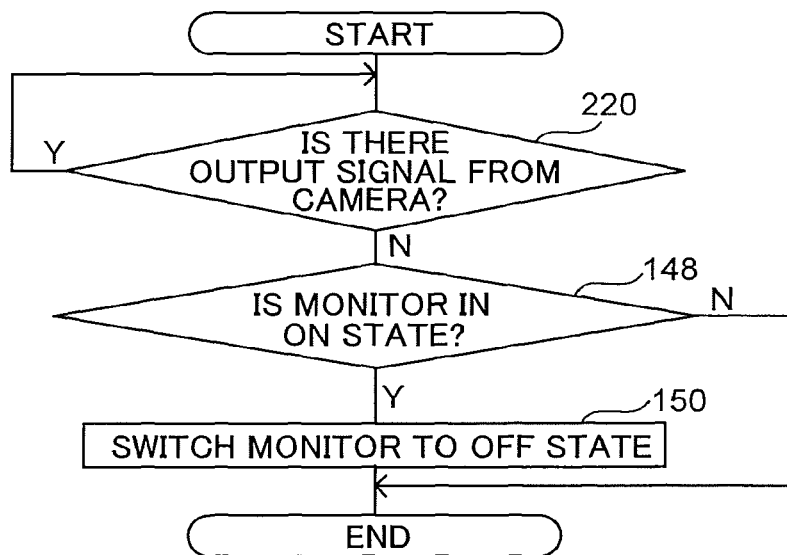 START
220
IS THERE
OUTPUT SIGNAL FROM
CAMERA?
Y
N
148
IS MONITOR IN
ON STATE?
N
Y
150
SWITCH MONITOR TO OFF STATE
END